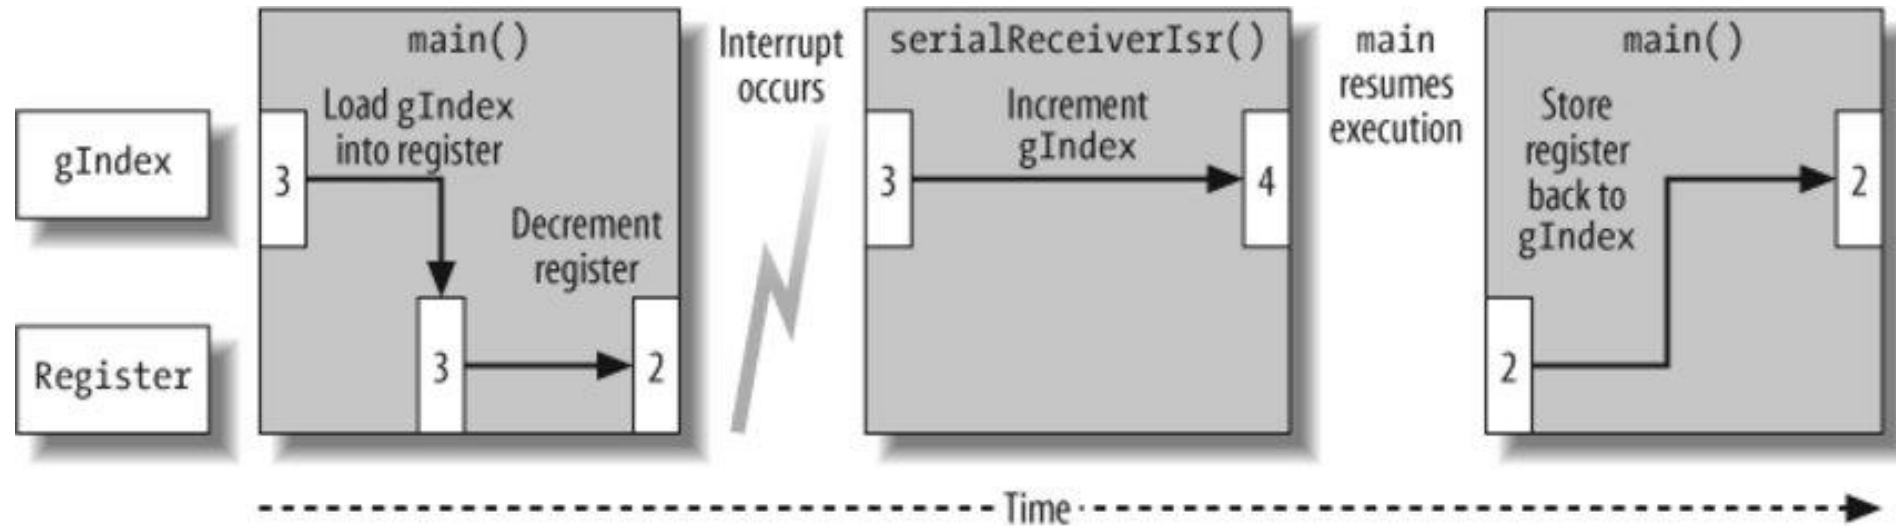 gIndex
Register
main()
Load gIndex
into register
3
3
Decrement
register
2
Interrupt
occurs
serialReceiverIsr()
Increment
gIndex
3
4
main
resumes
execution
main()
Store
register
back to
gIndex
2
2
Time